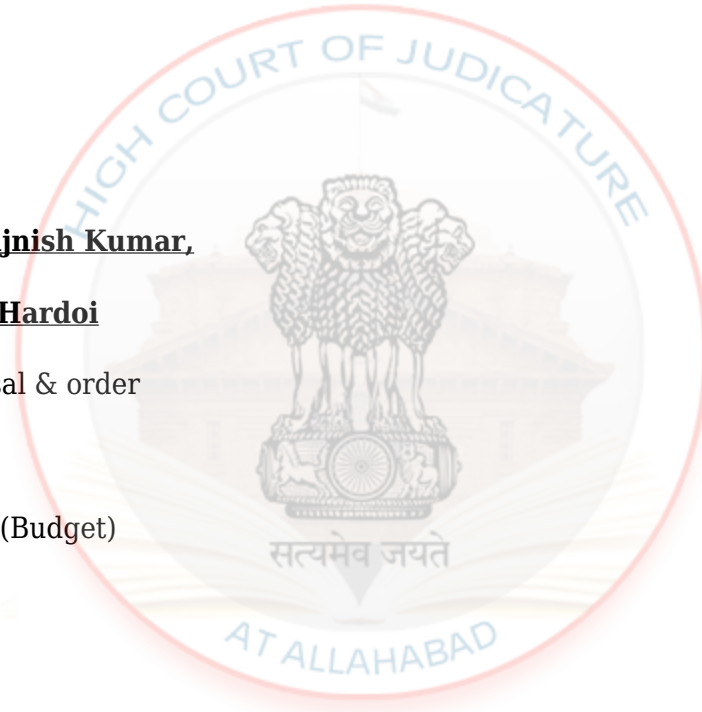 HIGH COURT OF JUDICATURE
jnish Kumar,
Hardoi
al & order
(Budget)
सत्यमेव जयते
AT ALLAHABAD